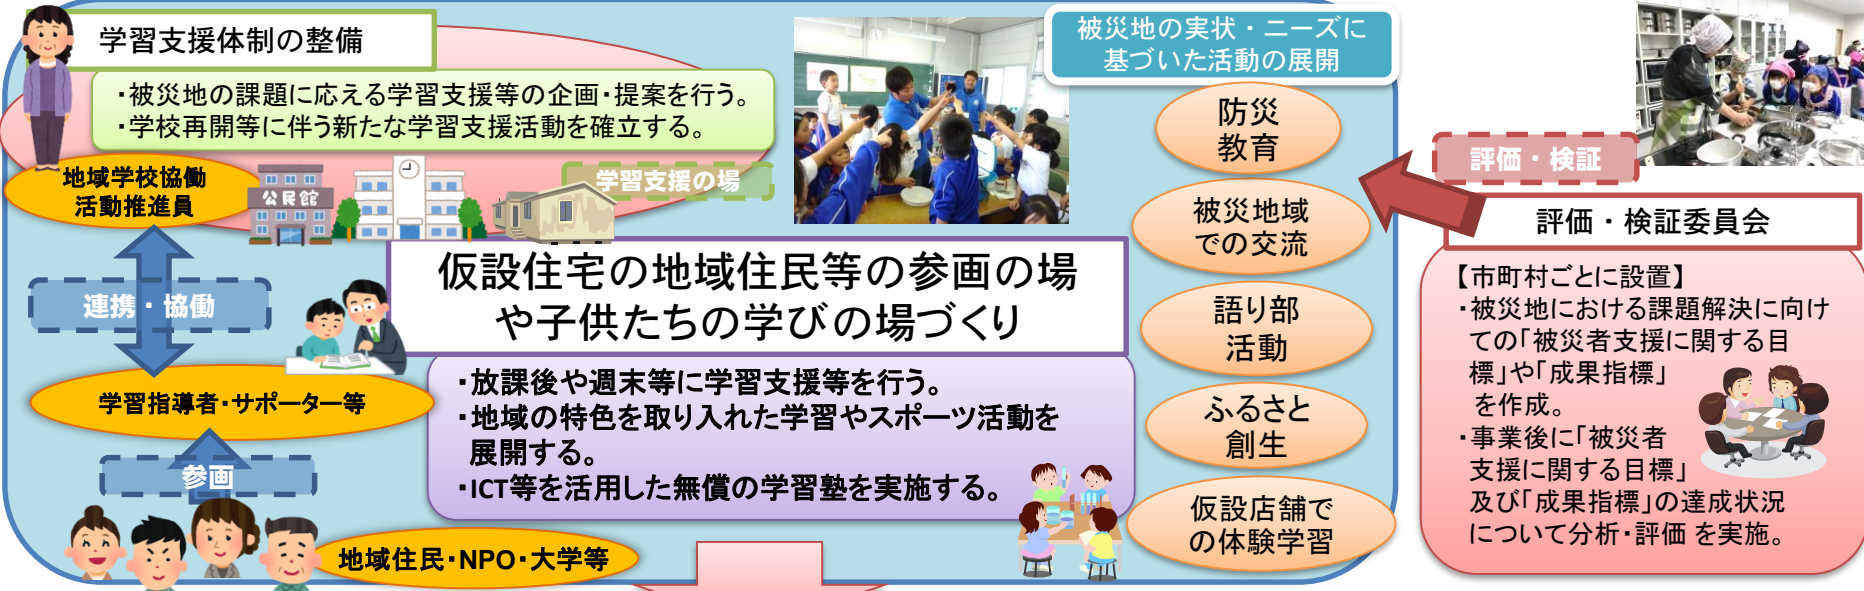 学習支援体制の整備
・被災地の課題に応える学習支援等の企画・提案を行う。
・学校再開等に伴う新たな学習支援活動を確立する。
地域学校協働
活動推進員
公民館
学習支援の場
連携・協働
学習指導者・サポーター等
参画
地域住民・NPO・大学等
仮設住宅の地域住民等の参画の場
や子供たちの学びの場づくり
・放課後や週末等に学習支援等を行う。
・地域の特色を取り入れた学習やスポーツ活動を
展開する。
・ICT等を活用した無償の学習塾を実施する。
被災地の実状・ニーズに
基づいた活動の展開
防災
教育
被災地域
での交流
語り部
活動
ふるさと
創生
仮設店舗で
の体験学習
評価・検証
評価・検証委員会
【市町村ごとに設置】
・被災地における課題解決に向け
ての「被災者支援に関する目
標」や「成果指標」
を作成。
・事業後に「被災者
支援に関する目標」
及び「成果指標」の達成状況
について分析・評価 を実施。